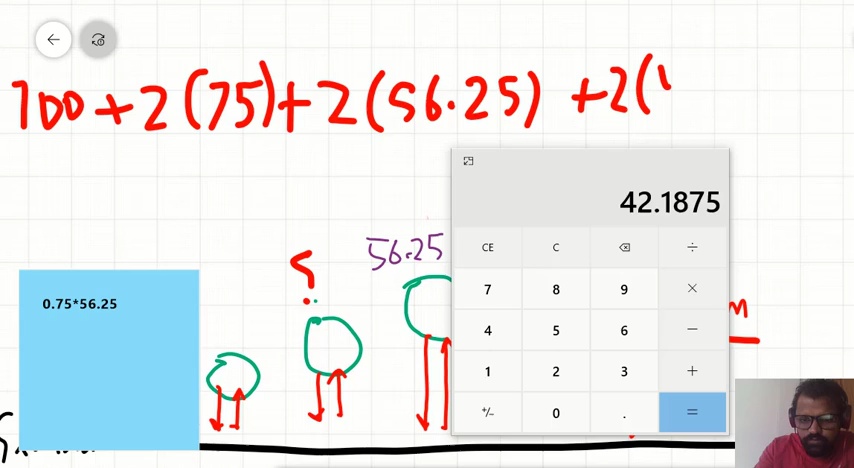 100 + 2 (75) + 2 (56.25) + 2 (
42.1875
CE C ÷
7 8 9 ×
56.25
?
0.75*56.25
4 5 6 −
m
1 2 3 +
+/− 0 . =